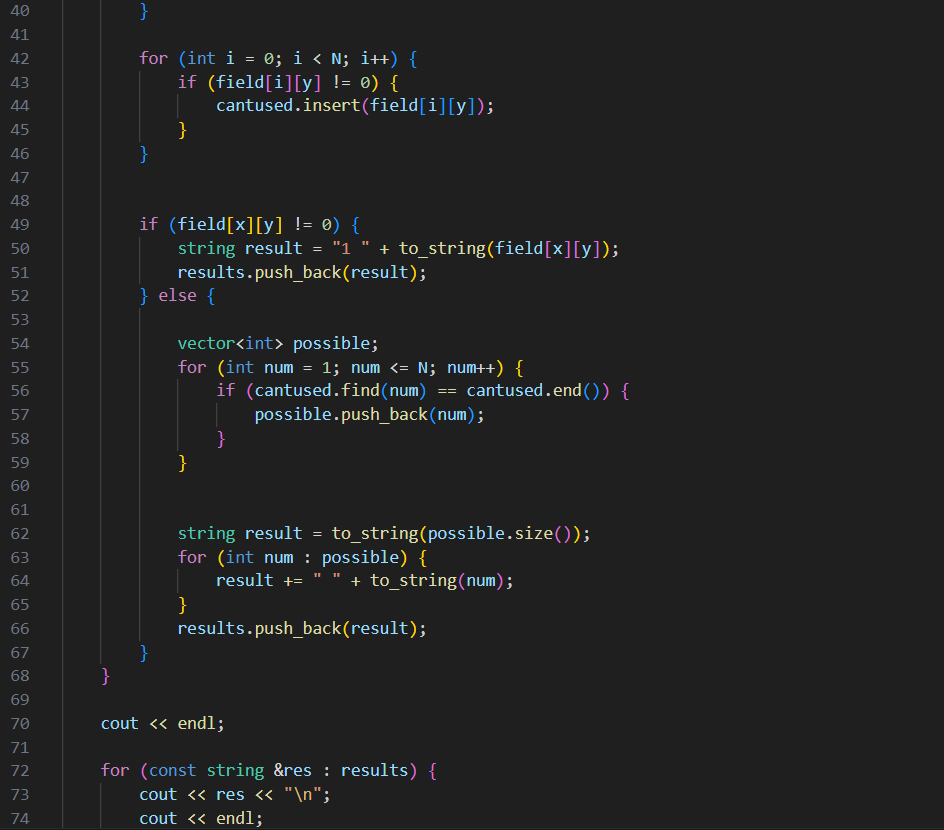 40 }
41
42 for (int i = 0; i < N; i++) {
43 if (field[i][y] != 0) {
44 cantused.insert(field[i][y]);
45 }
46 }
47
48
49 if (field[x][y] != 0) {
50 string result = "1 " + to_string(field[x][y]);
51 results.push_back(result);
52 } else {
53
54 vector<int> possible;
55 for (int num = 1; num <= N; num++) {
56 if (cantused.find(num) == cantused.end()) {
57 possible.push_back(num);
58 }
59 }
60
61
62 string result = to_string(possible.size());
63 for (int num : possible) {
64 result += " " + to_string(num);
65 }
66 results.push_back(result);
67 }
68 }
69
70 cout << endl;
71
72 for (const string &res : results) {
73 cout << res << "\n";
74 cout << endl;